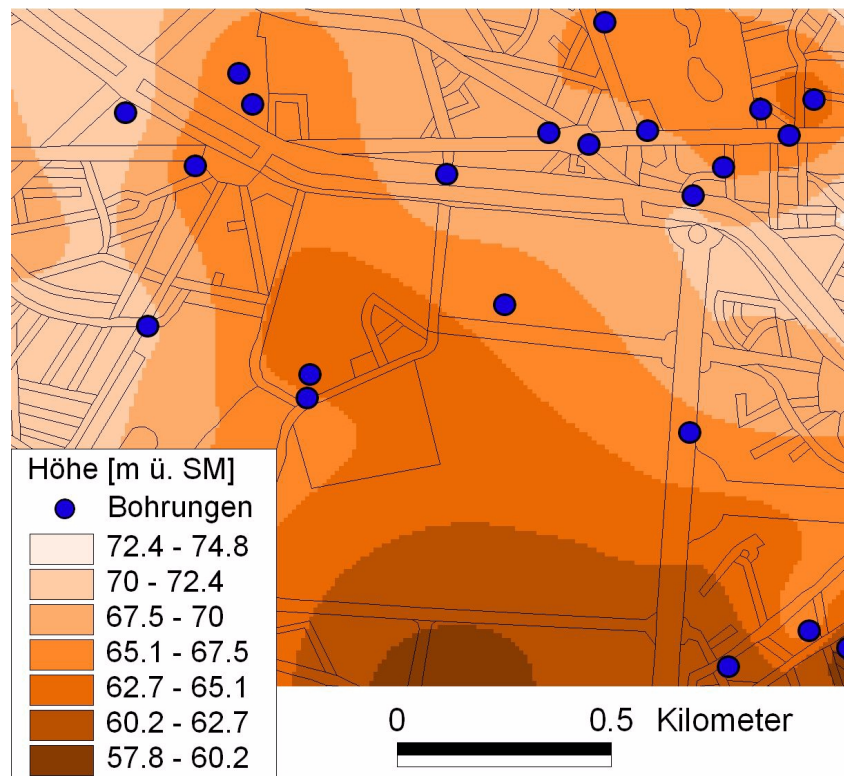 Höhe [m ü. SM]
Bohrungen
72.4 - 74.8
70 - 72.4
67.5 - 70
65.1 - 67.5
62.7 - 65.1
60.2 - 62.7
57.8 - 60.2
0 0.5 Kilometer